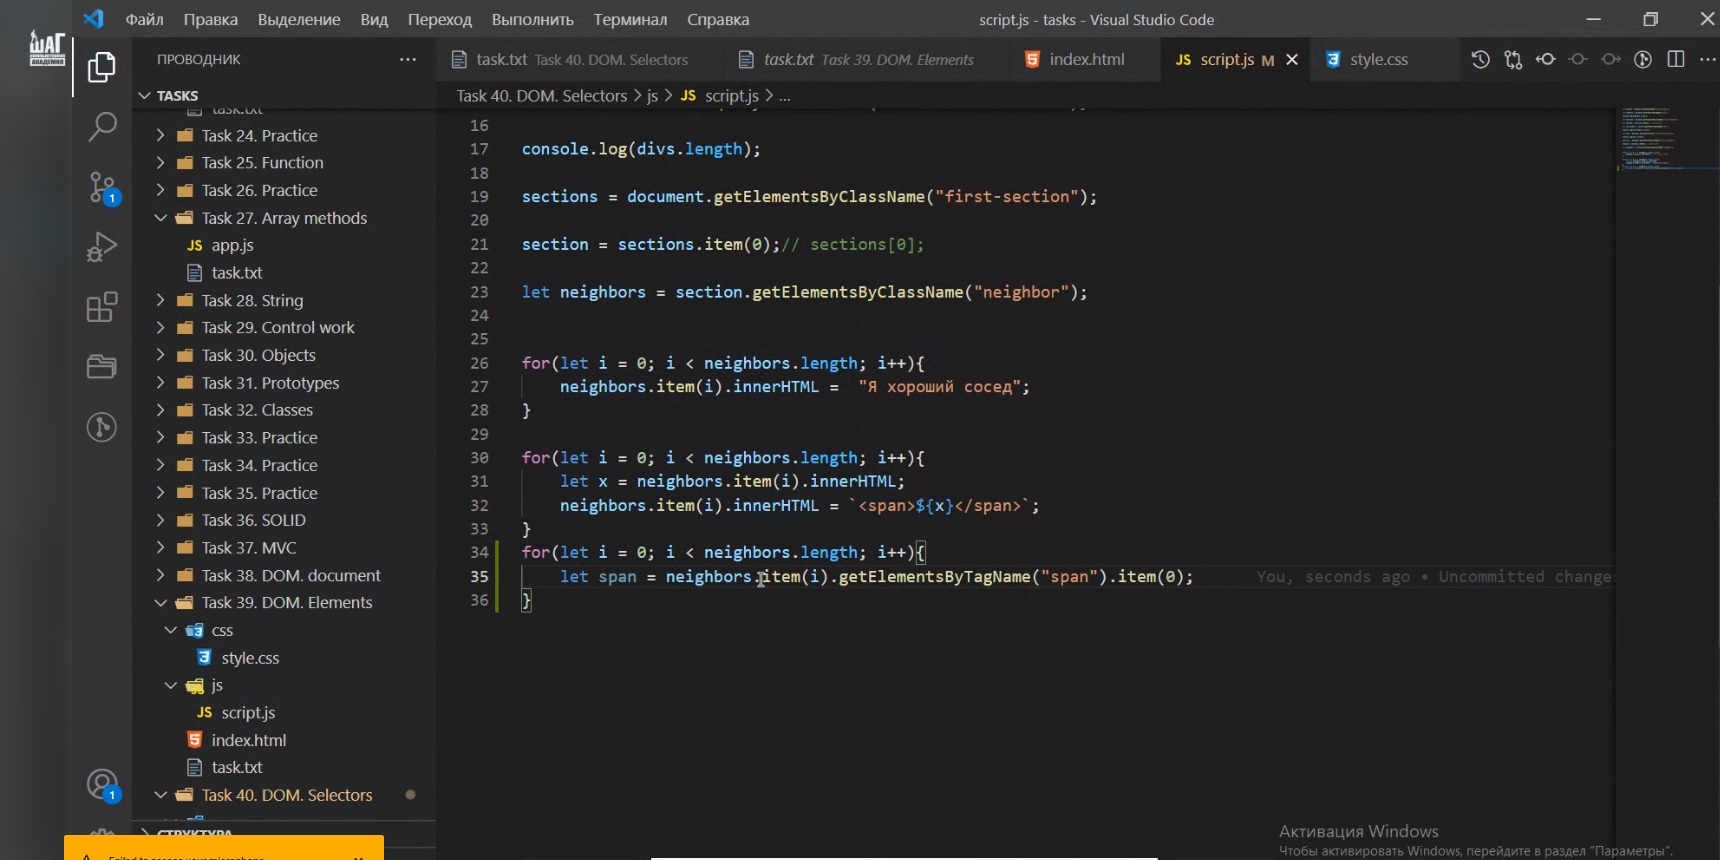 Файл Правка Выделение Вид Переход Выполнить Терминал Справка script.js - tasks - Visual Studio Code
ШАГ
ПРОВОДНИК
task.txt Task 40. DOM. Selectors task.txt Task 39. DOM. Elements index.html JS script.js M style.css
TASKS
Task 40. DOM. Selectors > js > JS script.js > ...
task.txt
Task 24. Practice
Task 25. Function
Task 26. Practice
Task 27. Array methods
JS app.js
task.txt
Task 28. String
Task 29. Control work
Task 30. Objects
Task 31. Prototypes
Task 32. Classes
Task 33. Practice
Task 34. Practice
Task 35. Practice
Task 36. SOLID
Task 37. MVC
Task 38. DOM. document
Task 39. DOM. Elements
css
style.css
js
JS script.js
index.html
task.txt
Task 40. DOM. Selectors
СТРУКТУРА
1
1
16
17 console.log(divs.length);
18
19 sections = document.getElementsByClassName("first-section");
20
21 section = sections.item(0);// sections[0];
22
23 let neighbors = section.getElementsByClassName("neighbor");
24
25
26 for(let i = 0; i < neighbors.length; i++){
27 neighbors.item(i).innerHTML = "Я хороший сосед";
28 }
29
30 for(let i = 0; i < neighbors.length; i++){
31 let x = neighbors.item(i).innerHTML;
32 neighbors.item(i).innerHTML = `<span>${x}</span>`;
33 }
34 for(let i = 0; i < neighbors.length; i++){
35 let span = neighbors.item(i).getElementsByTagName("span").item(0); You, seconds ago • Uncommitted change
36 }
Активация Windows
Чтобы активировать Windows, перейдите в раздел "Параметры".